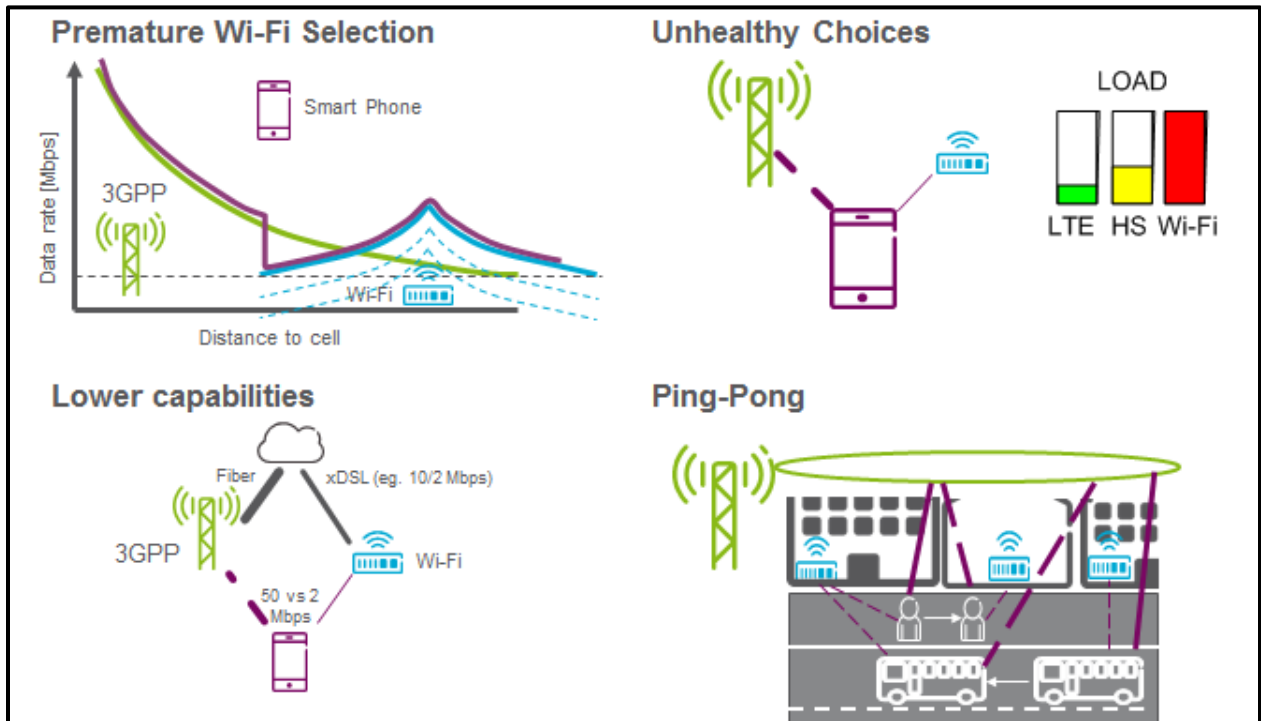 Premature Wi-Fi Selection
Data rate [Mbps]
Smart Phone
3GPP
Wi-Fi
Distance to cell
Unhealthy Choices
LOAD
LTE HS Wi-Fi
Lower capabilities
Fiber
xDSL (eg. 10/2 Mbps)
3GPP
Wi-Fi
50 vs 2
Mbps
Ping-Pong